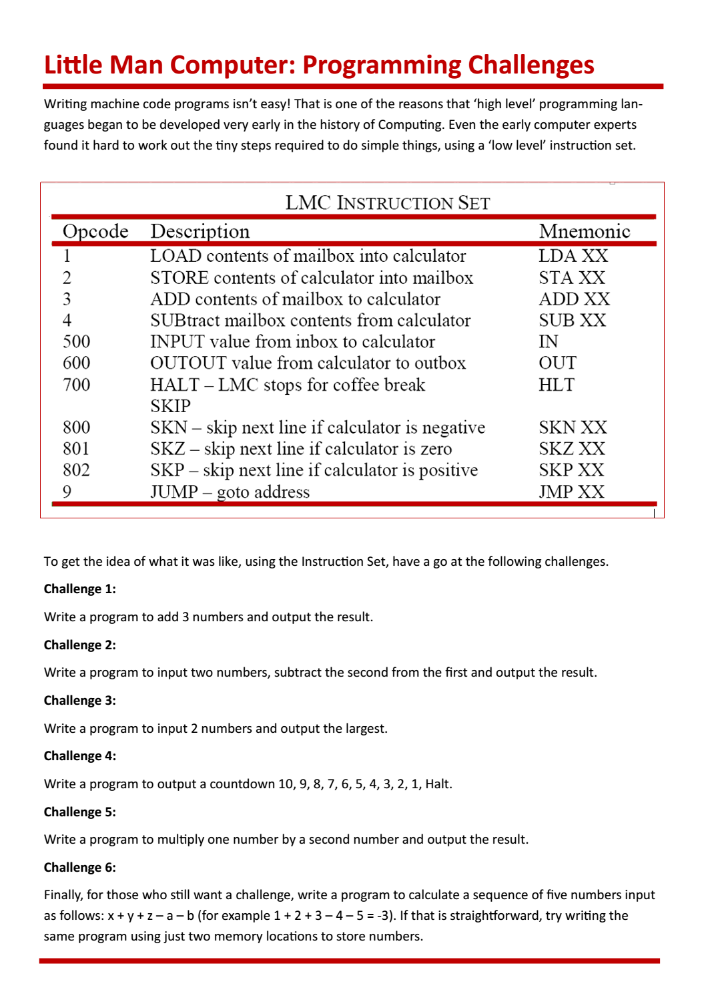 Little Man Computer: Programming Challenges
Writing machine code programs isn’t easy! That is one of the reasons that ‘high level’ programming lan-
guages began to be developed very early in the history of Computing. Even the early computer experts
found it hard to work out the tiny steps required to do simple things, using a ‘low level’ instruction set.
LMC INSTRUCTION SET
Opcode Description Mnemonic
1 LOAD contents of mailbox into calculator LDA XX
2 STORE contents of calculator into mailbox STA XX
3 ADD contents of mailbox to calculator ADD XX
4 SUBtract mailbox contents from calculator SUB XX
500 INPUT value from inbox to calculator IN
600 OUTOUT value from calculator to outbox OUT
700 HALT – LMC stops for coffee break HLT
SKIP
800 SKN – skip next line if calculator is negative SKN XX
801 SKZ – skip next line if calculator is zero SKZ XX
802 SKP – skip next line if calculator is positive SKP XX
9 JUMP – goto address JMP XX
To get the idea of what it was like, using the Instruction Set, have a go at the following challenges.
Challenge 1:
Write a program to add 3 numbers and output the result.
Challenge 2:
Write a program to input two numbers, subtract the second from the first and output the result.
Challenge 3:
Write a program to input 2 numbers and output the largest.
Challenge 4:
Write a program to output a countdown 10, 9, 8, 7, 6, 5, 4, 3, 2, 1, Halt.
Challenge 5:
Write a program to multiply one number by a second number and output the result.
Challenge 6:
Finally, for those who still want a challenge, write a program to calculate a sequence of five numbers input
as follows: x + y + z – a – b (for example 1 + 2 + 3 – 4 – 5 = -3). If that is straightforward, try writing the
same program using just two memory locations to store numbers.